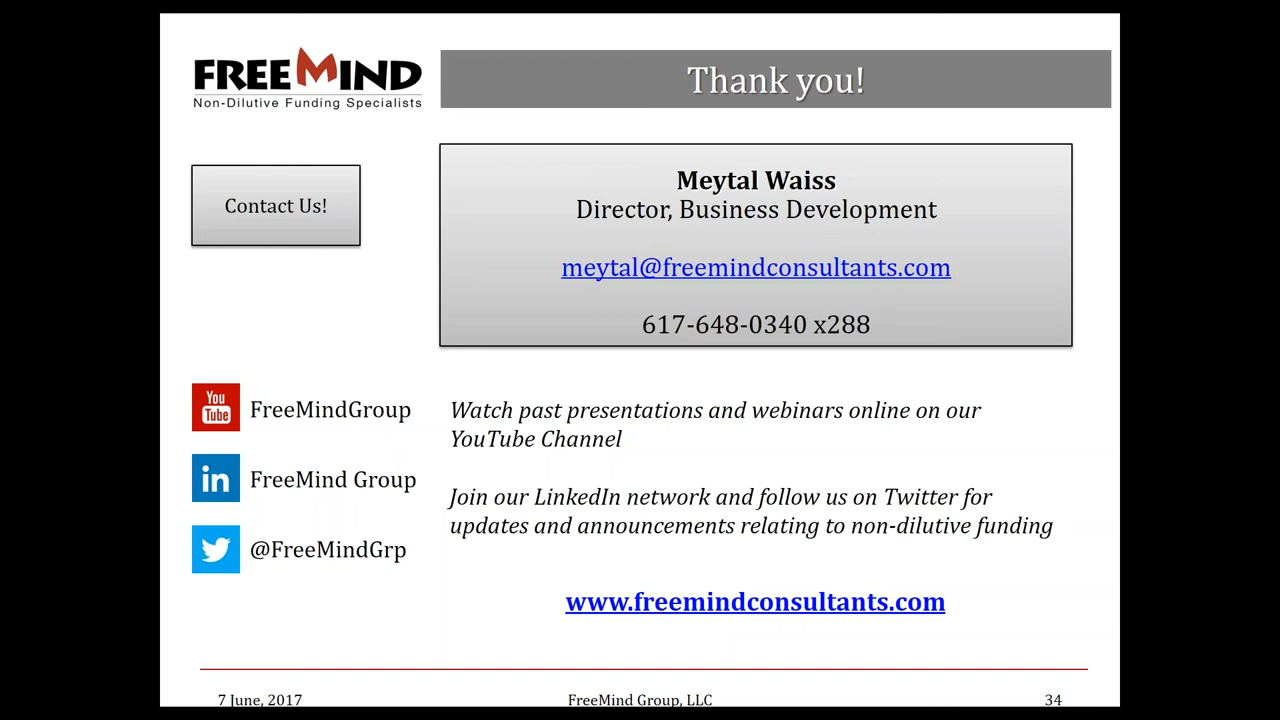 FREEMIND
Non-Dilutive Funding Specialists
Thank you!
Contact Us!
Meytal Waiss
Director, Business Development
meytal@freemindconsultants.com
617-648-0340 x288
You
Tube
FreeMindGroup
in
FreeMind Group
@FreeMindGrp
Watch past presentations and webinars online on our
YouTube Channel
Join our LinkedIn network and follow us on Twitter for
updates and announcements relating to non-dilutive funding
www.freemindconsultants.com
7 June, 2017
FreeMind Group, LLC
34